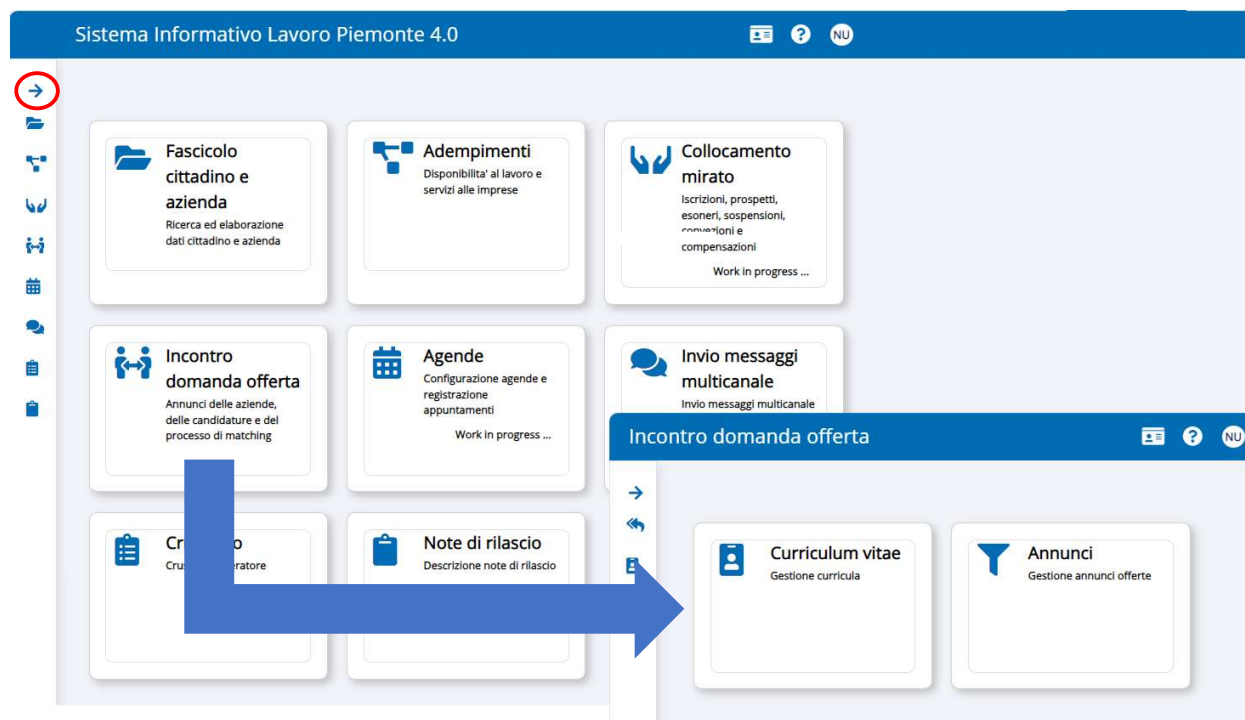 Sistema Informativo Lavoro Piemonte 4.0
NU
Fascicolo
cittadino e
azienda
Ricerca ed elaborazione
dati cittadino e azienda
Adempimenti
Disponibilita' al lavoro e
servizi alle imprese
Collocamento
mirato
Iscrizioni, prospetti,
esoneri, sospensioni,
convezioni e
compensazioni
Work in progress ...
Incontro
domanda offerta
Annunci delle aziende,
delle candidature e del
processo di matching
Agende
Configurazione agende e
registrazione
appuntamenti
Work in progress ...
Invio messaggi
multicanale
Invio messaggi multicanale
Note di rilascio
Descrizione note di rilascio
Incontro domanda offerta
NU
Curriculum vitae
Gestione curricula
Annunci
Gestione annunci offerte